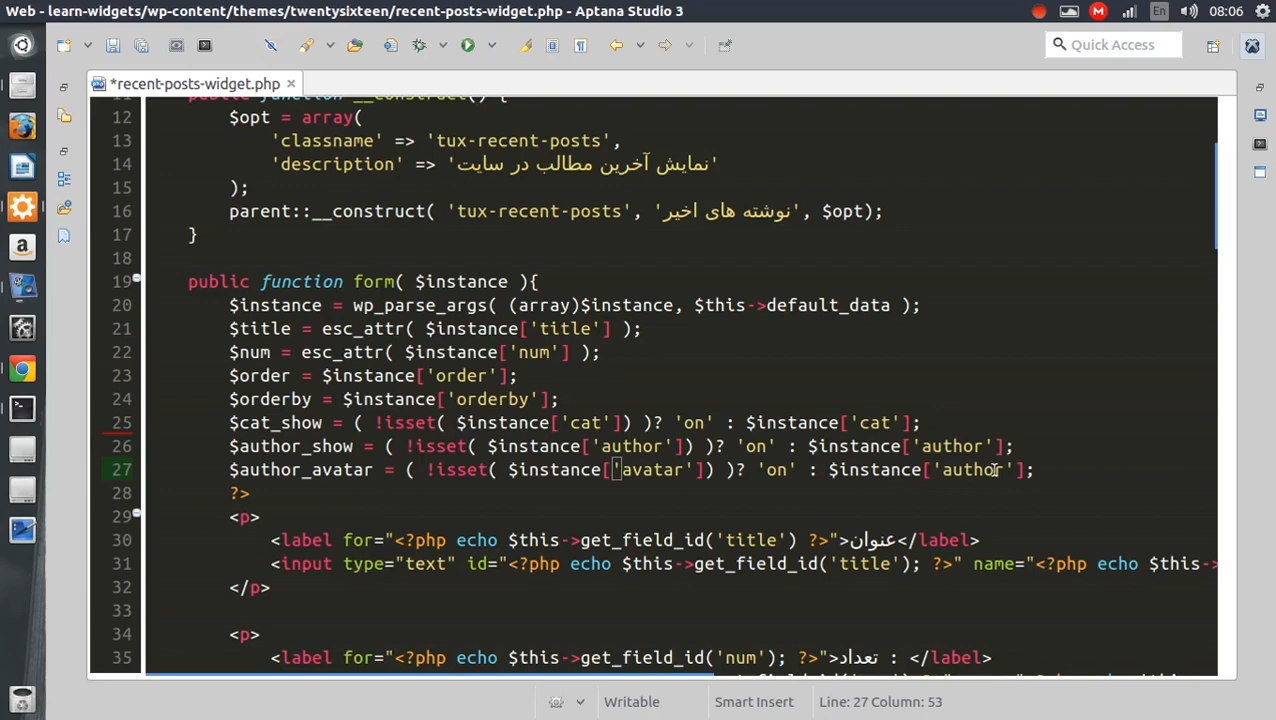 Web - learn-widgets/wp-content/themes/twentysixteen/recent-posts-widget.php - Aptana Studio 3
En
08:06
Quick Access
*recent-posts-widget.php
public function __construct() {
12 $opt = array(
13 'classname' => 'tux-recent-posts',
14 'description' => 'نمایش آخرین مطالب در سایت'
15 );
16 parent::__construct( 'tux-recent-posts', 'نوشته های اخیر', $opt);
17 }
18
19 public function form( $instance ){
20 $instance = wp_parse_args( (array)$instance, $this->default_data );
21 $title = esc_attr( $instance['title'] );
22 $num = esc_attr( $instance['num'] );
23 $order = $instance['order'];
24 $orderby = $instance['orderby'];
25 $cat_show = ( !isset( $instance['cat']) )? 'on' : $instance['cat'];
26 $author_show = ( !isset( $instance['author']) )? 'on' : $instance['author'];
27 $author_avatar = ( !isset( $instance['avatar']) )? 'on' : $instance['author'];
28 ?>
29 <p>
30 <label for="<?php echo $this->get_field_id('title') ?>">عنوان</label>
31 <input type="text" id="<?php echo $this->get_field_id('title'); ?>" name="<?php echo $this->
32 </p>
33
34 <p>
35 <label for="<?php echo $this->get_field_id('num'); ?>">تعداد : </label>
Writable
Smart Insert
Line: 27 Column: 53